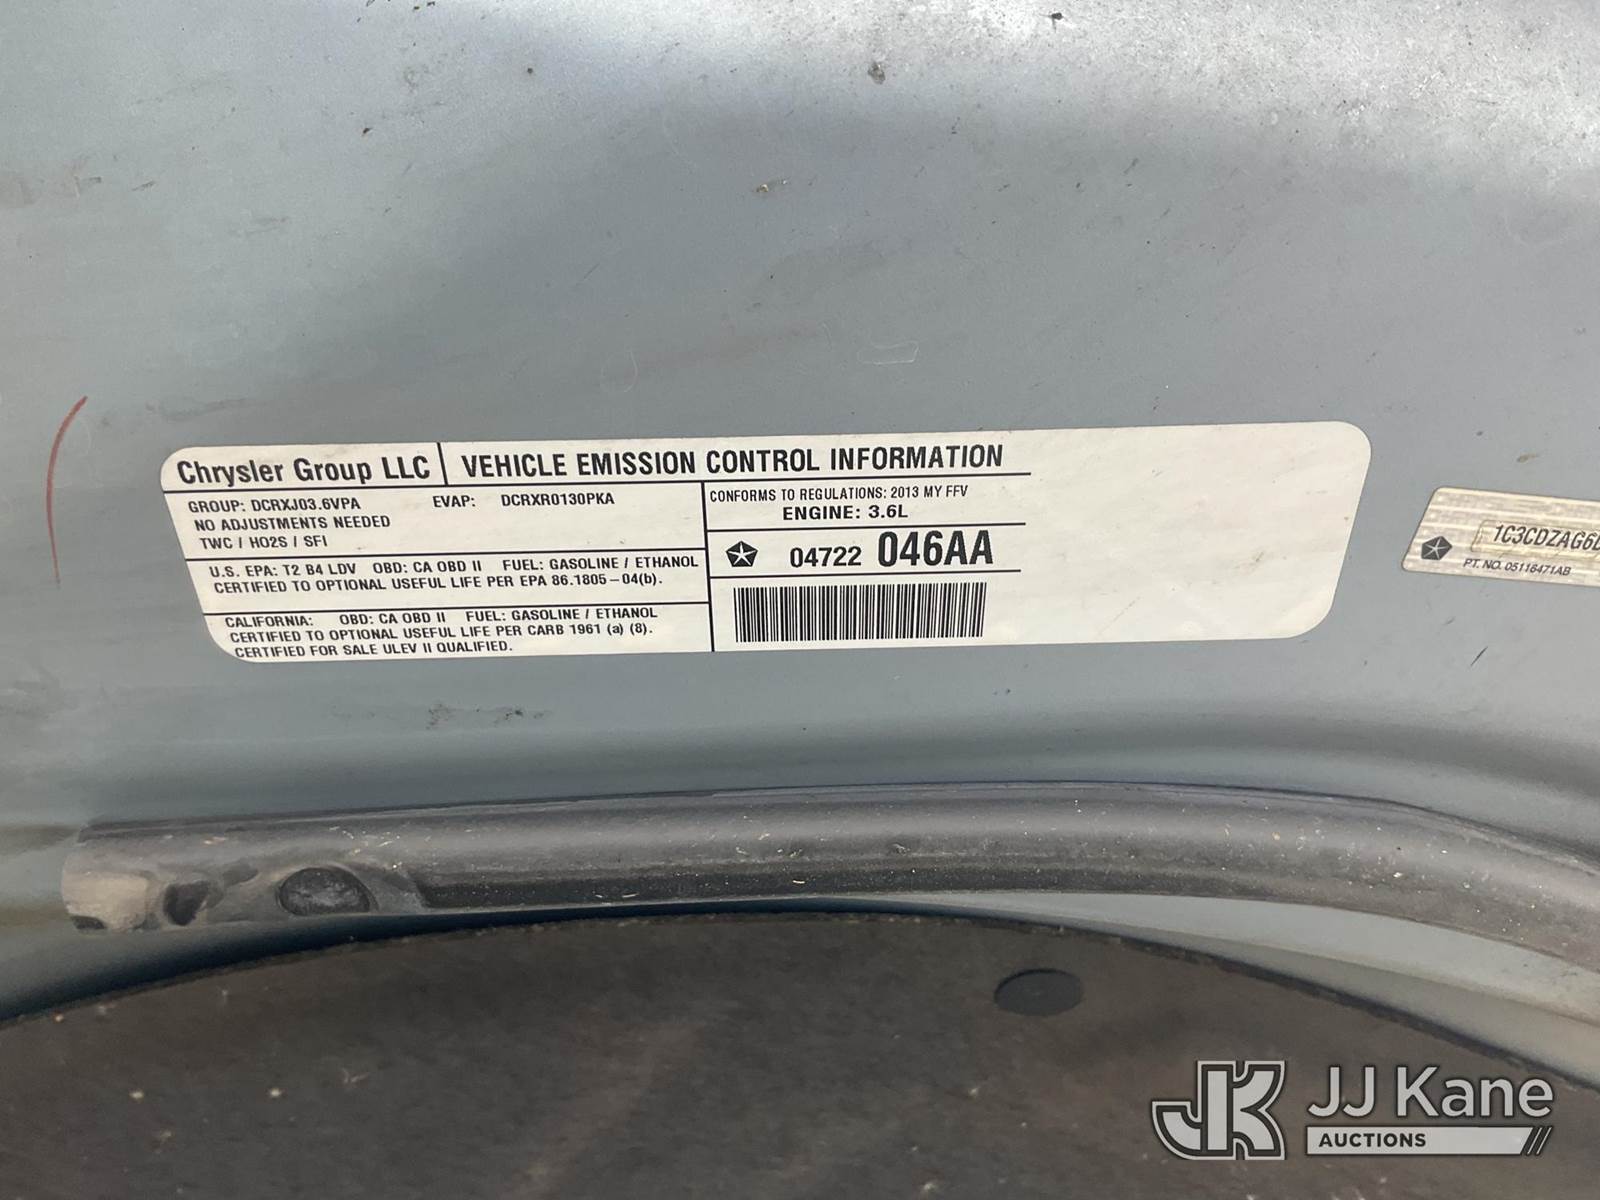 Chrysler Group LLC VEHICLE EMISSION CONTROL INFORMATION
GROUP: DCRXJ03.6VPA EVAP: DCRXR0130PKA
NO ADJUSTMENTS NEEDED
TWC / HO2S / SFI
U.S. EPA: T2 B4 LDV OBD: CA OBD II FUEL: GASOLINE / ETHANOL
CERTIFIED TO OPTIONAL USEFUL LIFE PER EPA 86.1805-04(b).
CALIFORNIA: OBD: CA OBD II FUEL: GASOLINE / ETHANOL
CERTIFIED TO OPTIONAL USEFUL LIFE PER CARB 1961 (a) (8).
CERTIFIED FOR SALE ULEV II QUALIFIED.
CONFORMS TO REGULATIONS: 2013 MY FFV
ENGINE: 3.6L
04722 046AA
1C3CDZAG6
PT. NO. 05116471AB
JK JJ Kane
AUCTIONS